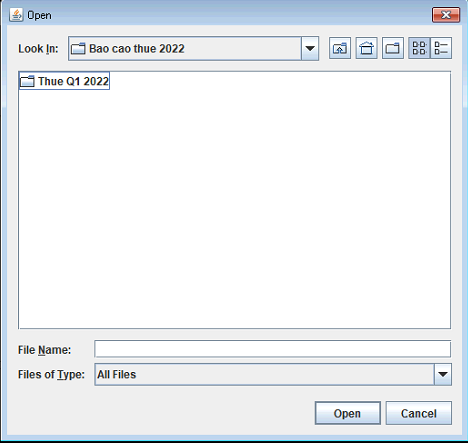 Open
Look In: Bao cao thue 2022
Thue Q1 2022
File Name:
Files of Type: All Files
Open Cancel